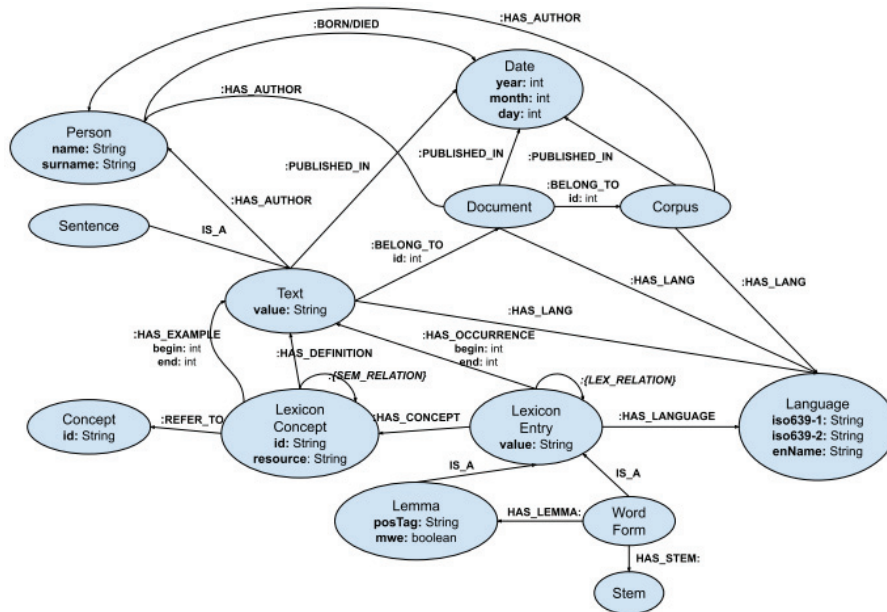 :HAS_AUTHOR
:BORN/DIED
Date
year: int
month: int
day: int
:HAS_AUTHOR
Person
name: String
surname: String
:PUBLISHED_IN
:PUBLISHED_IN
:PUBLISHED_IN
:HAS_AUTHOR
:BELONG_TO
id: int
Document
Corpus
Sentence
IS_A
:BELONG_TO
id: int
:HAS_LANG
:HAS_LANG
Text
value: String
:HAS_LANG
:HAS_EXAMPLE
begin: int
end: int
:HAS_DEFINITION
:HAS_OCCURRENCE
begin: int
end: int
:{SEM_RELATION}
:{LEX_RELATION}
Concept
id: String
:REFER_TO
Lexicon
Concept
id: String
resource: String
:HAS_CONCEPT
Lexicon
Entry
value: String
:HAS_LANGUAGE
Language
iso639-1: String
iso639-2: String
enName: String
IS_A
IS_A
Lemma
posTag: String
mwe: boolean
HAS_LEMMA:
Word
Form
HAS_STEM:
Stem